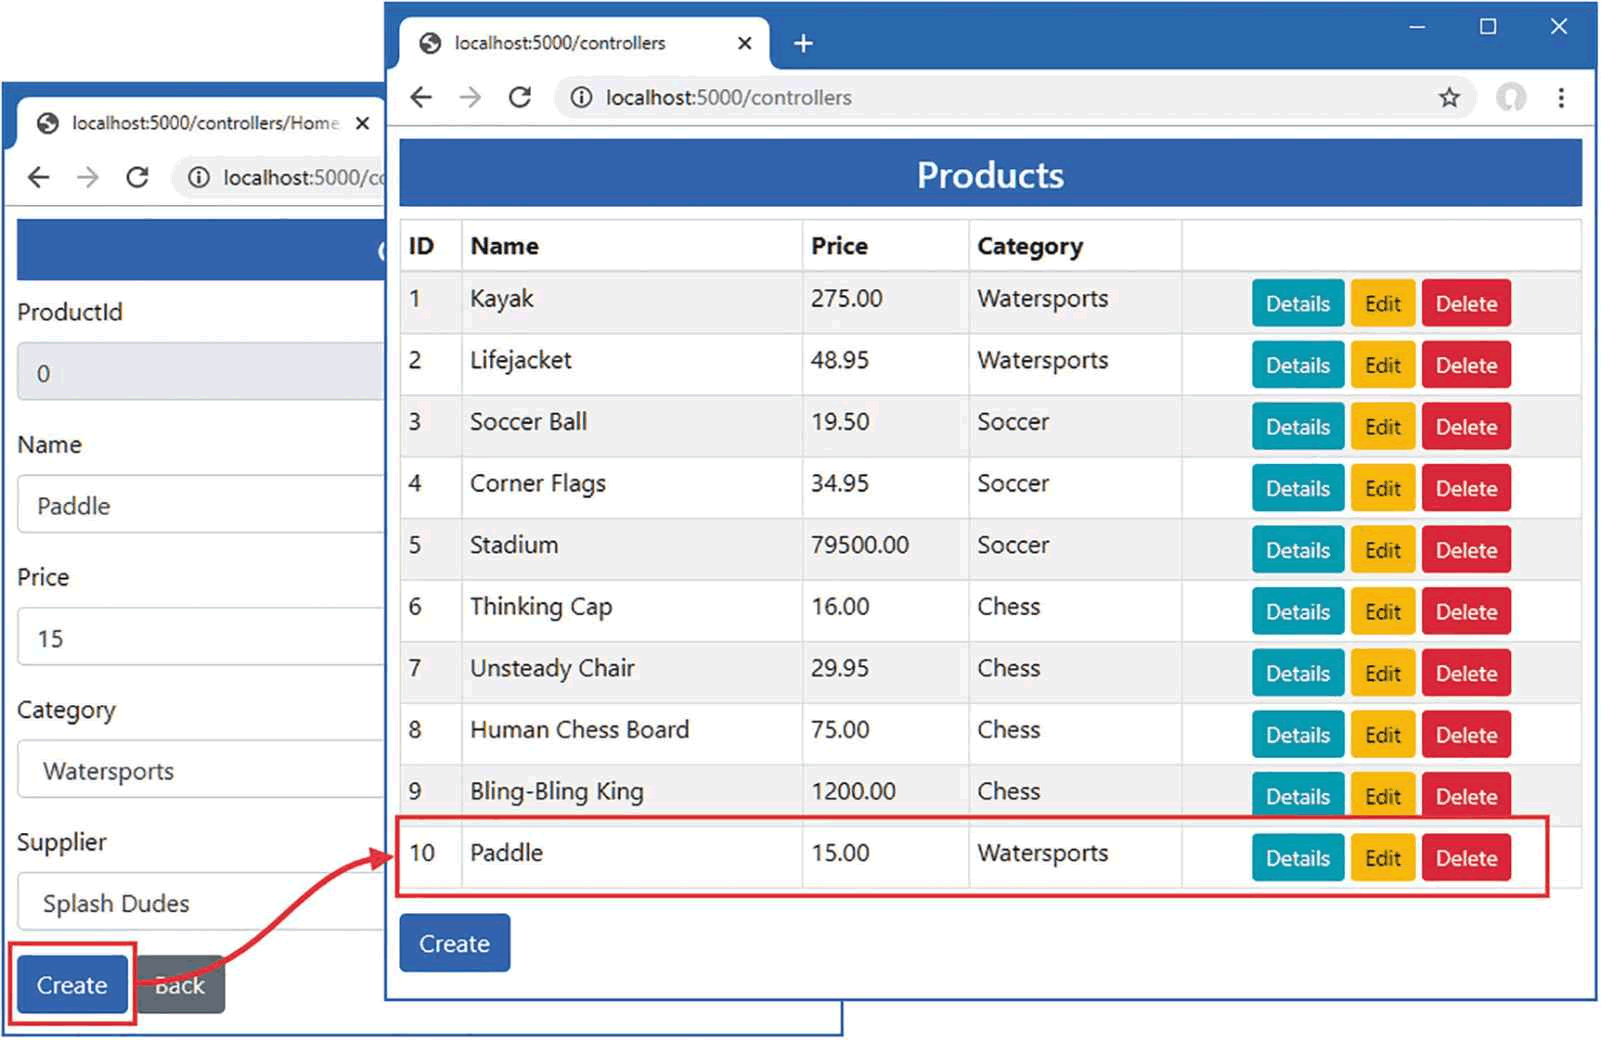 localhost:5000/controllers
localhost:5000/controllers
Products
ID Name Price Category
1 Kayak 275.00 Watersports Details Edit Delete
2 Lifejacket 48.95 Watersports Details Edit Delete
3 Soccer Ball 19.50 Soccer Details Edit Delete
4 Corner Flags 34.95 Soccer Details Edit Delete
5 Stadium 79500.00 Soccer Details Edit Delete
6 Thinking Cap 16.00 Chess Details Edit Delete
7 Unsteady Chair 29.95 Chess Details Edit Delete
8 Human Chess Board 75.00 Chess Details Edit Delete
9 Bling-Bling King 1200.00 Chess Details Edit Delete
10 Paddle 15.00 Watersports Details Edit Delete
Create
localhost:5000/controllers/Home
localhost:5000/co
ProductId
0
Name
Paddle
Price
15
Category
Watersports
Supplier
Splash Dudes
Create Back